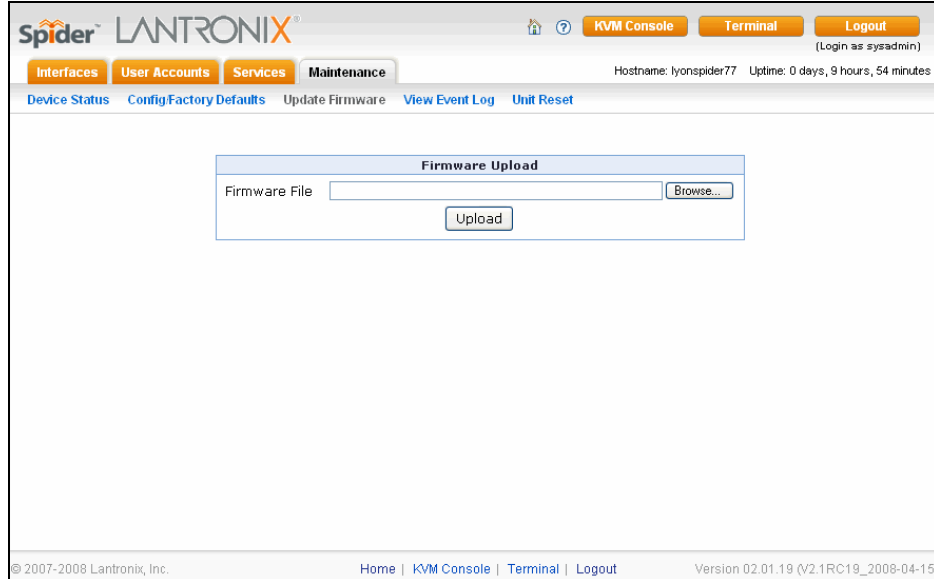 Spider LANTRONIX® KVM Console Terminal Logout
(Login as sysadmin)
Interfaces User Accounts Services Maintenance Hostname: lyonspider77 Uptime: 0 days, 9 hours, 54 minutes
Device Status Config/Factory Defaults Update Firmware View Event Log Unit Reset
Firmware Upload
Firmware File Browse...
Upload
© 2007-2008 Lantronix, Inc. Home | KVM Console | Terminal | Logout Version 02.01.19 (V2.1RC19_2008-04-15